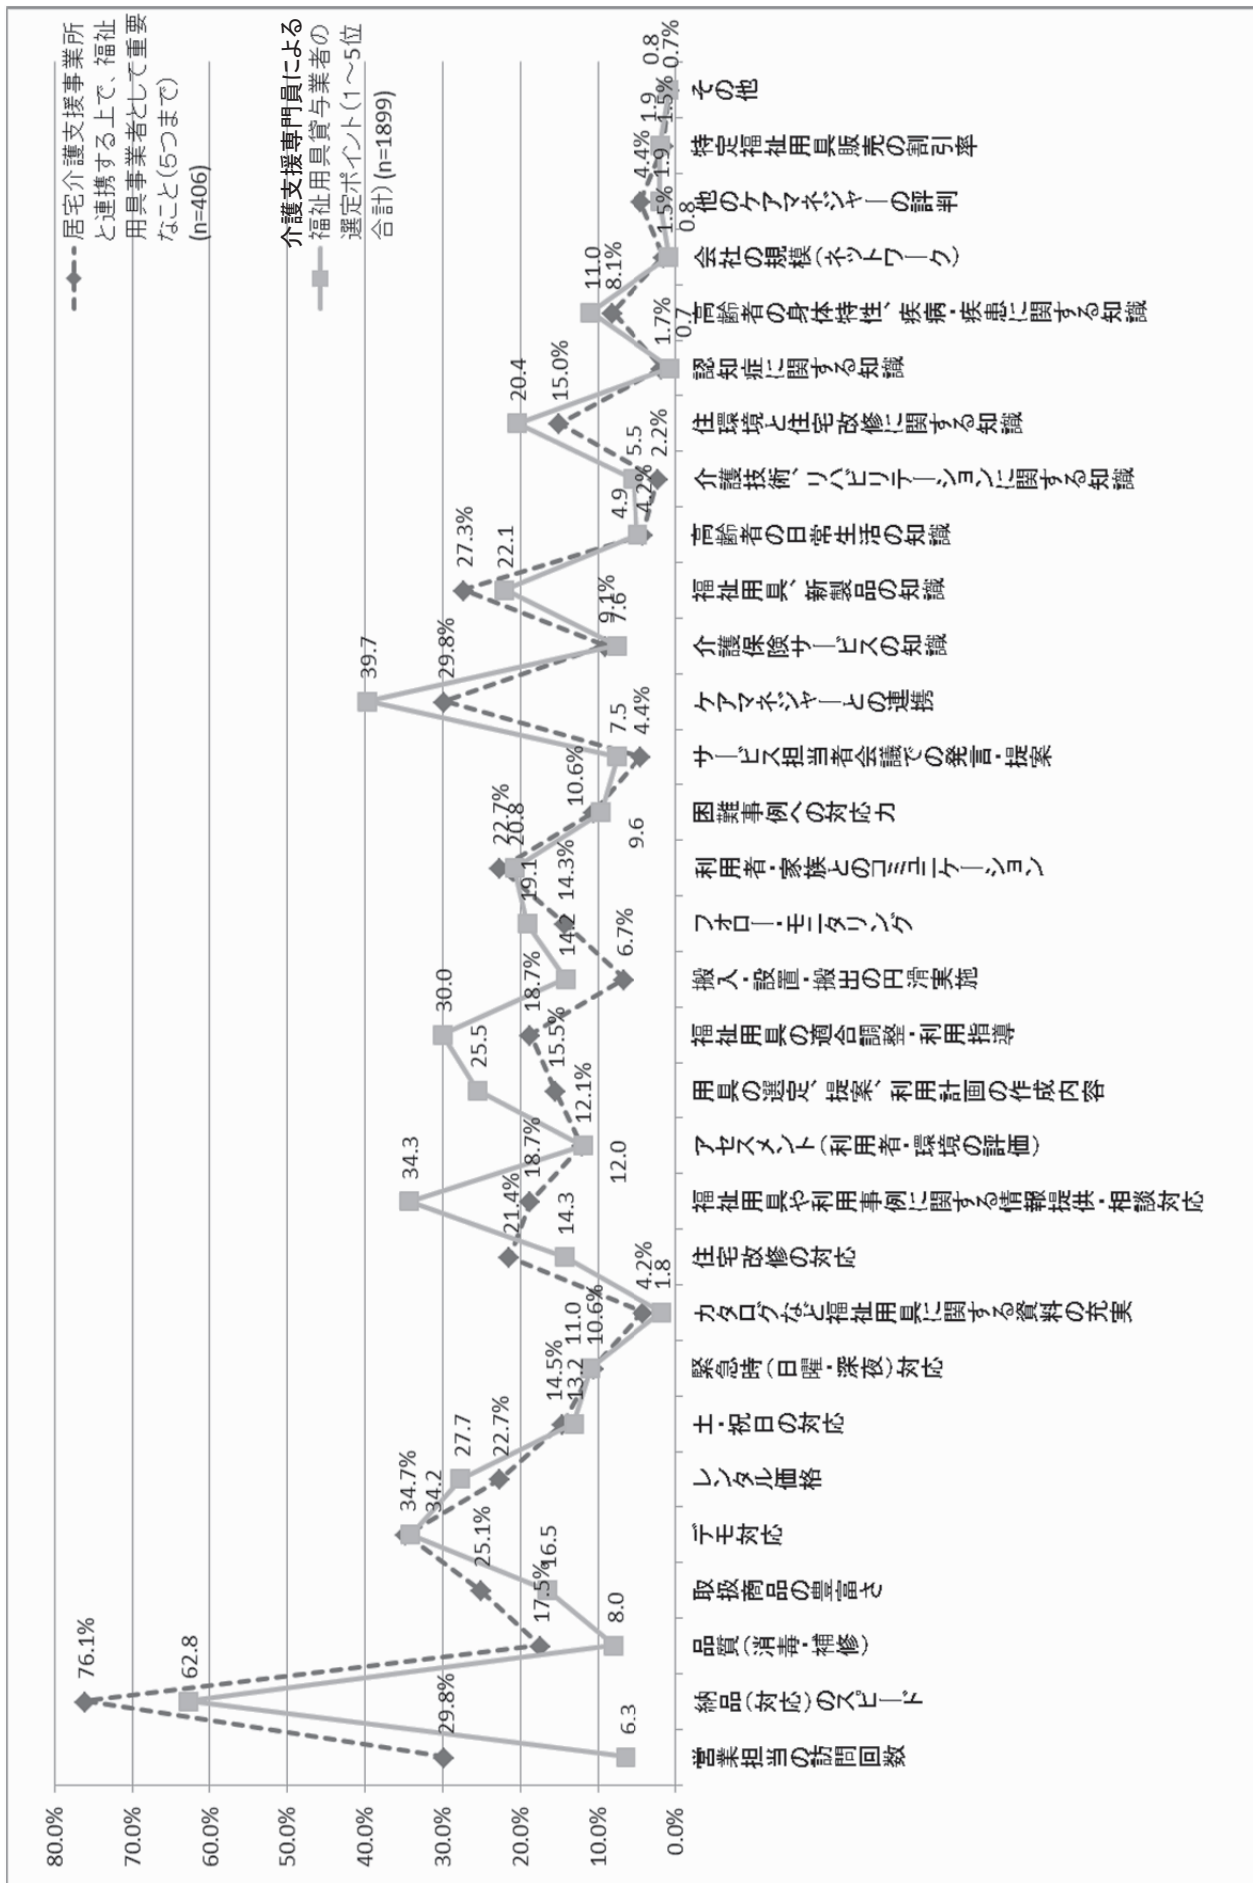 居宅介護支援事業所
と連携する上で、福祉
用具事業者として重要
なこと(5つまで)
(n=406)
介護支援専門員による
福祉用具貸与業者の
選定ポイント(1～5位
合計)(n=1899)
80.0%
70.0%
60.0%
50.0%
40.0%
30.0%
20.0%
10.0%
0.0%
29.8%
6.3
76.1%
62.8
17.5%
8.0
25.1%
16.5
34.7%
34.2
27.7
22.7%
14.5%
13.2
11.0
10.6%
4.2%
1.8
21.4%
14.3
34.3
18.7%
12.1%
12.0
25.5
15.5%
30.0
18.7%
14.2
6.7%
19.1
14.3%
22.7%
20.8
10.6%
9.6
7.5
4.4%
39.7
29.8%
9.1%
7.6
27.3%
22.1
4.9
4.2%
5.5
2.2%
20.4
15.0%
1.7%
0.7
11.0
8.1%
1.5%
0.8
4.4%
1.9
1.9
1.5%
0.8
0.7%
営業担当の訪問回数
納品(対応)のスピード
品質(消毒・補修)
取扱商品の豊富さ
デモ対応
レンタル価格
土・祝日の対応
緊急時(日曜・深夜)対応
カタログなど福祉用具に関する資料の充実
住宅改修の対応
福祉用具や利用事例に関する情報提供・相談対応
アセスメント(利用者・環境の評価)
用具の選定、提案、利用計画の作成内容
福祉用具の適合調整・利用指導
搬入・設置・搬出の円滑実施
フォロー・モニタリング
利用者・家族とのコミュニケーション
困難事例への対応力
サービス担当者会議での発言・提案
ケアマネジャーとの連携
介護保険サービスの知識
福祉用具、新製品の知識
高齢者の日常生活の知識
介護技術、リハビリテーションに関する知識
住環境と住宅改修に関する知識
認知症に関する知識
高齢者の身体特性、疾病・疾患に関する知識
会社の規模(ネットワーク)
他のケアマネジャーの評判
特定福祉用具販売の割引率
その他